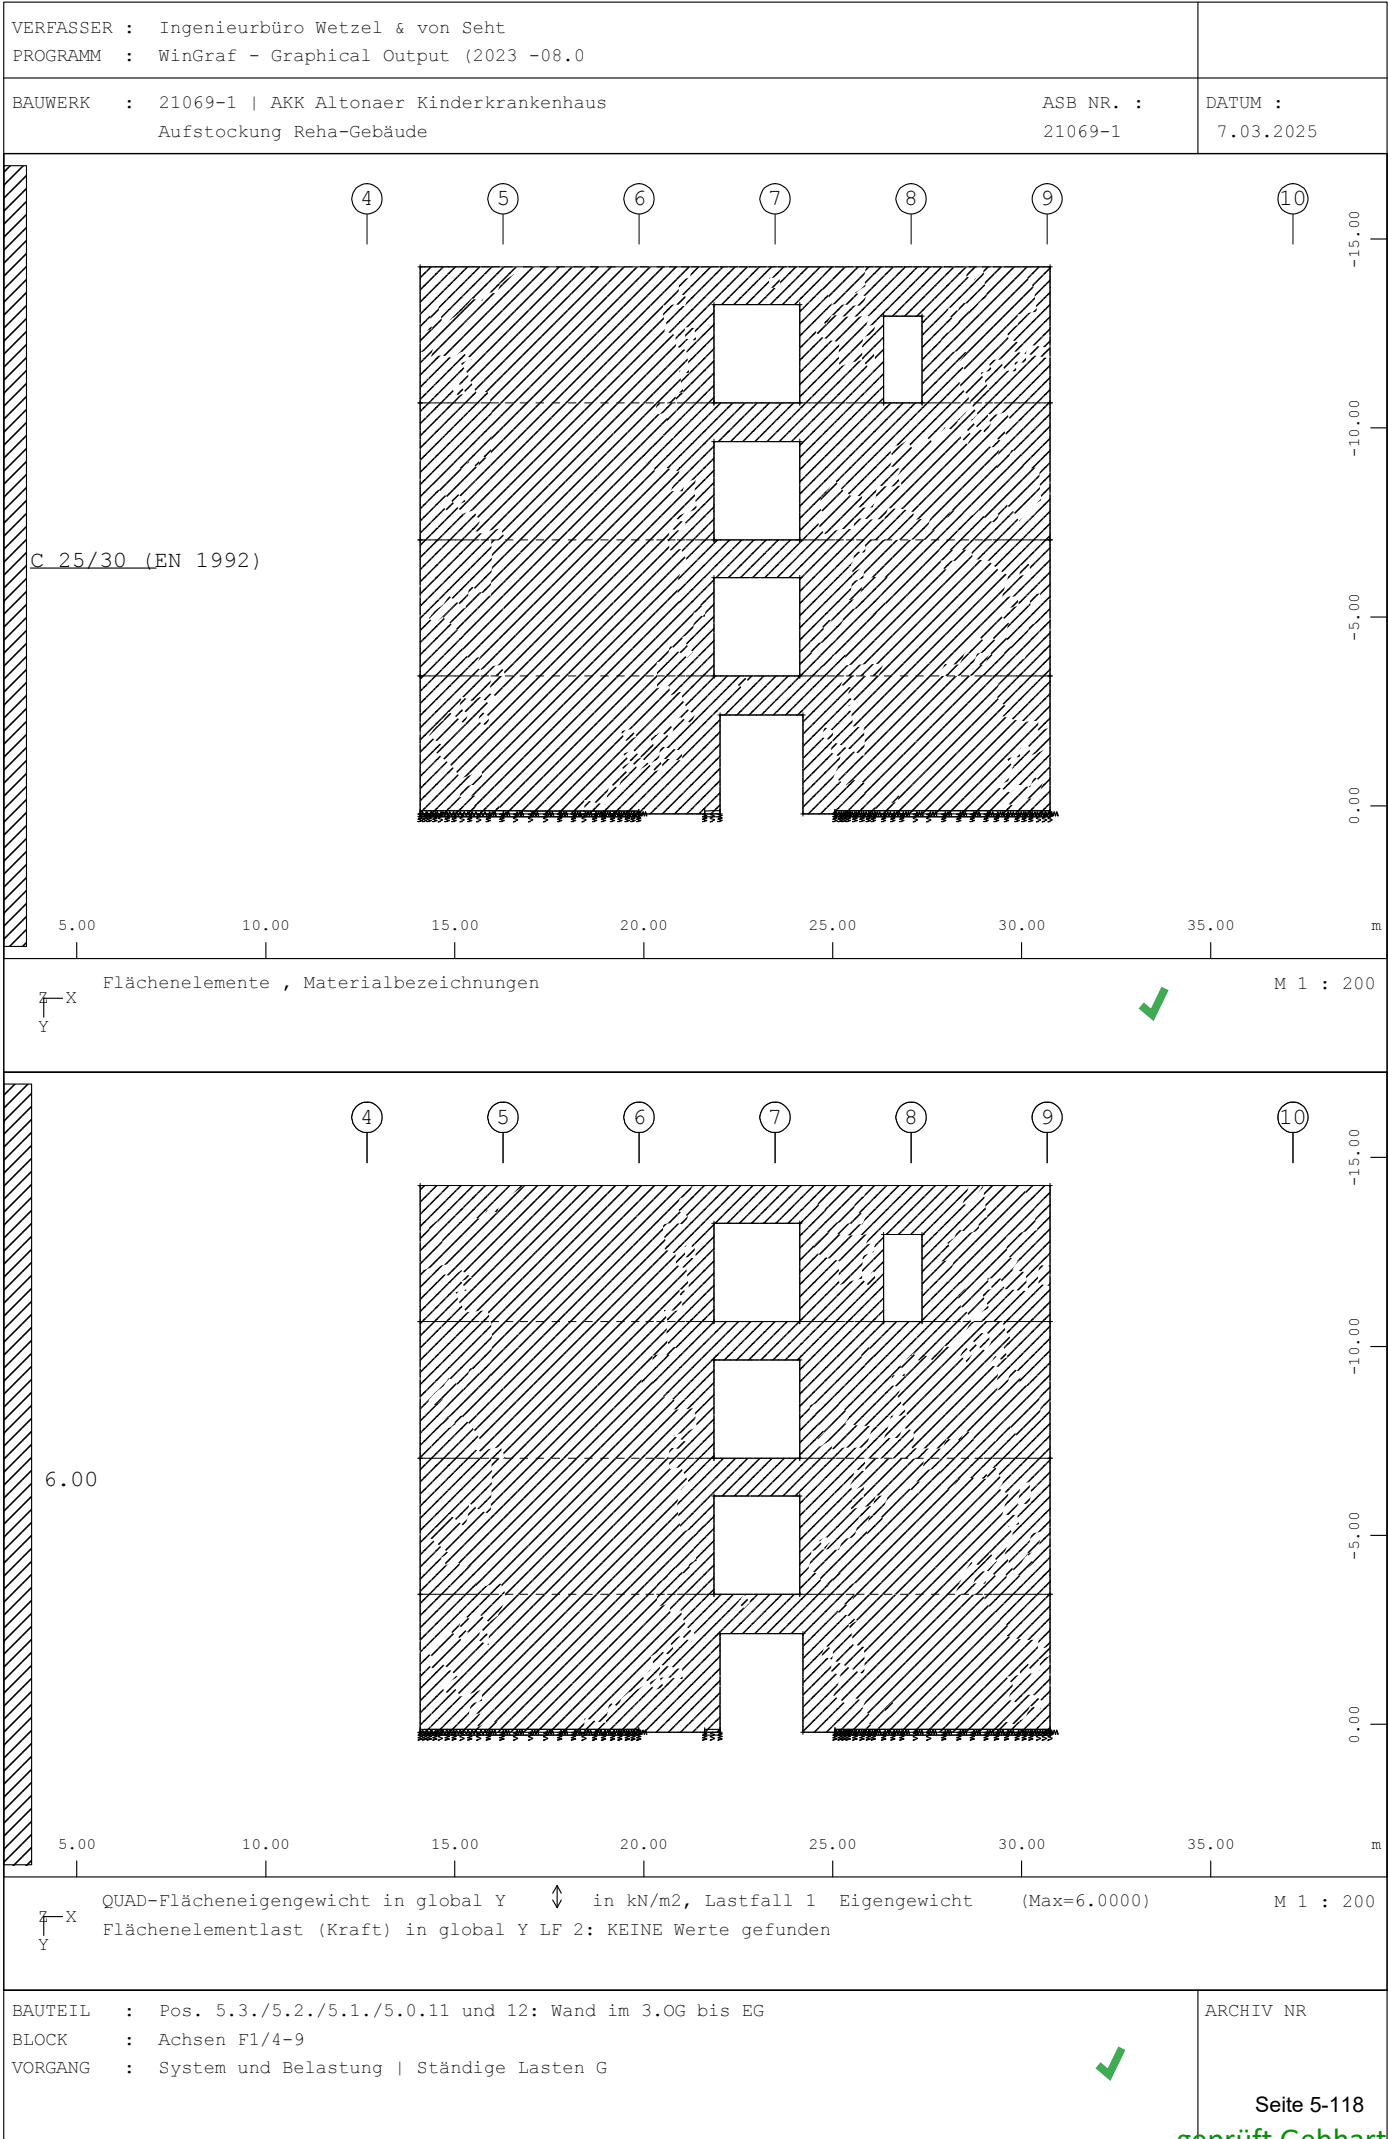 VERFASSER : Ingenieurbüro Wetzel & von Seht
PROGRAMM : WinGraf - Graphical Output (2023 -08.0
BAUWERK : 21069-1 | AKK Altonaer Kinderkrankenhaus
Aufstockung Reha-Gebäude
ASB NR. :
21069-1
DATUM :
7.03.2025
4 5 6 7 8 9 10
-15.00
-10.00
-5.00
0.00
C 25/30 (EN 1992)
5.00 10.00 15.00 20.00 25.00 30.00 35.00 m
Z X
Y
Flächenelemente , Materialbezeichnungen
M 1 : 200
4 5 6 7 8 9 10
-15.00
-10.00
-5.00
0.00
6.00
5.00 10.00 15.00 20.00 25.00 30.00 35.00 m
Z X
Y
QUAD-Flächeneigengewicht in global Y ↕ in kN/m2, Lastfall 1 Eigengewicht (Max=6.0000)
M 1 : 200
Flächenelementlast (Kraft) in global Y LF 2: KEINE Werte gefunden
BAUTEIL : Pos. 5.3./5.2./5.1./5.0.11 und 12: Wand im 3.OG bis EG
BLOCK : Achsen F1/4-9
VORGANG : System und Belastung | Ständige Lasten G
ARCHIV NR
Seite 5-118
geprüft Gebhart